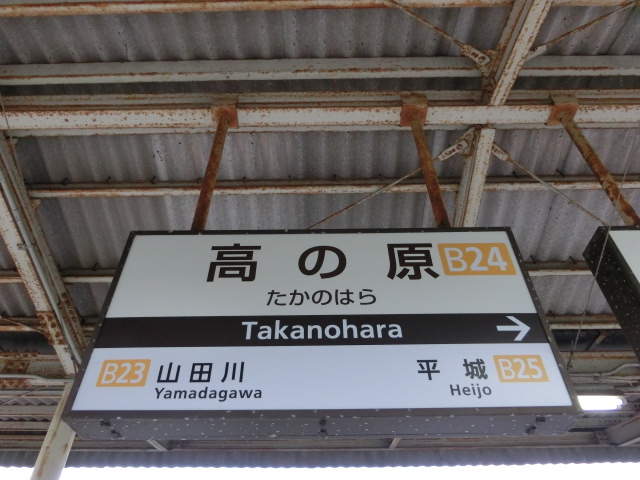 高の原 B24
たかのはら
Takanohara →
B23 山田川 平城 B25
Yamadagawa Heijo